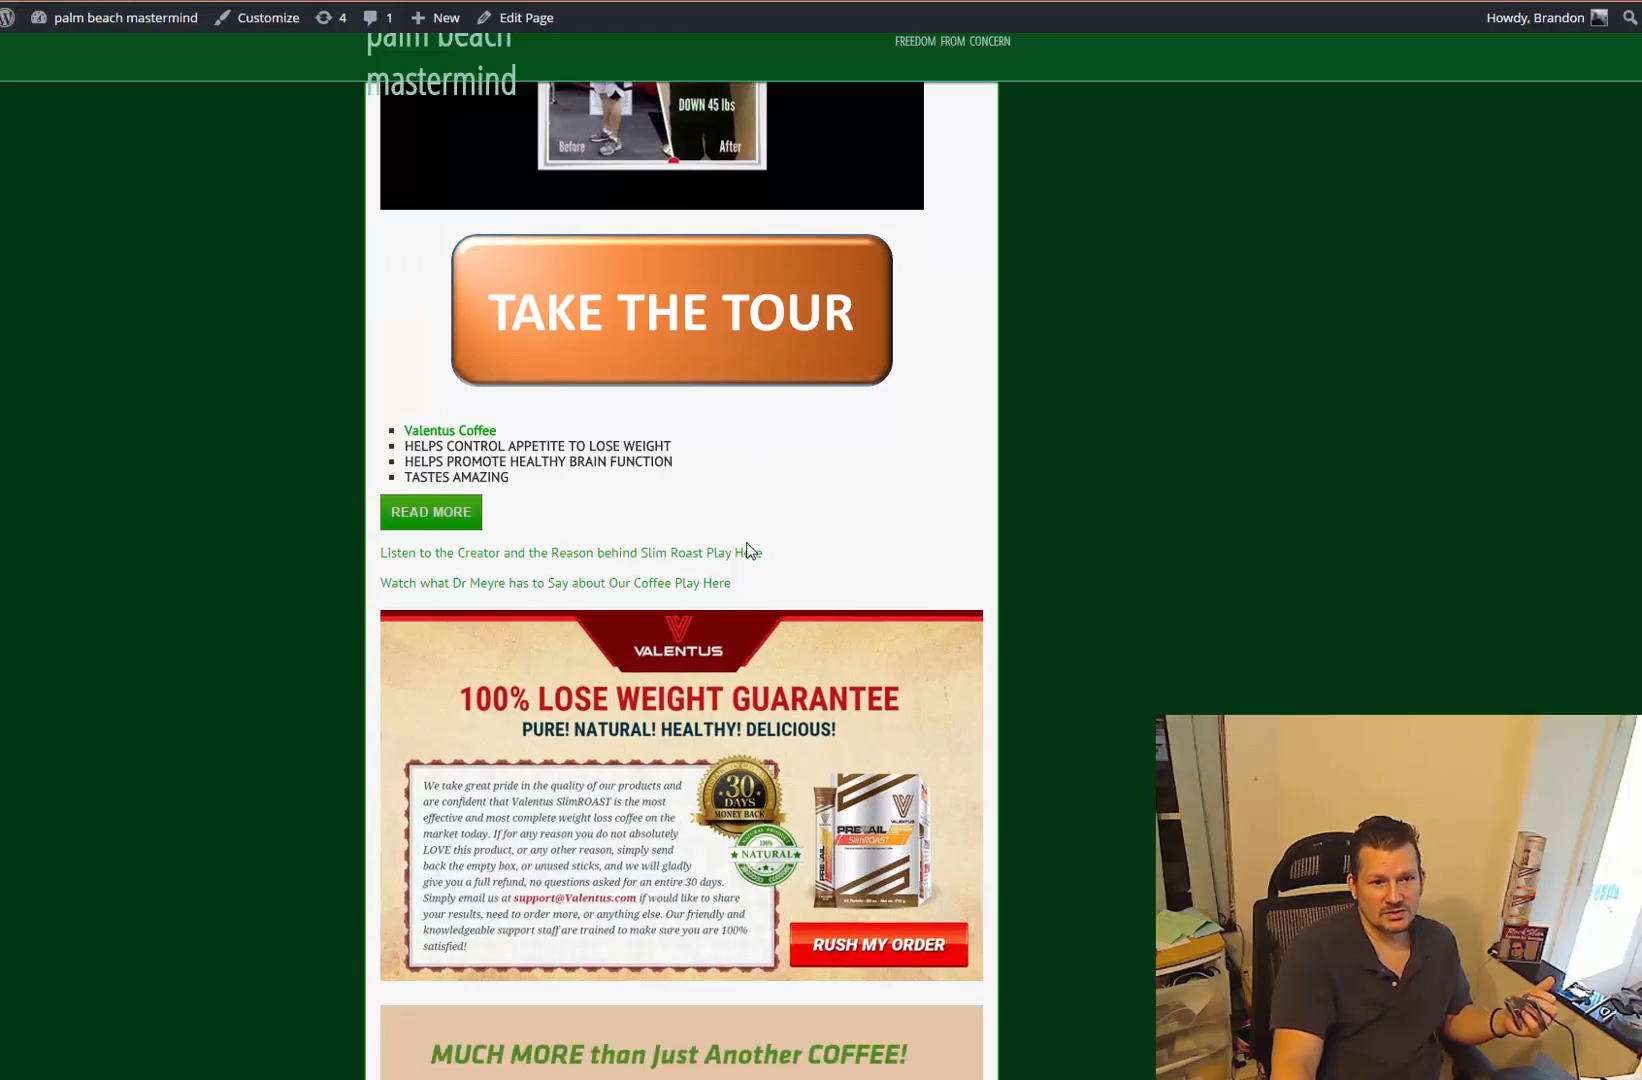 palm beach mastermind
Customize
4
1
New
Edit Page
Howdy, Brandon
palm beach
mastermind
FREEDOM FROM CONCERN
DOWN 45 lbs
Before
After
TAKE THE TOUR
Valentus Coffee
HELPS CONTROL APPETITE TO LOSE WEIGHT
HELPS PROMOTE HEALTHY BRAIN FUNCTION
TASTES AMAZING
READ MORE
Listen to the Creator and the Reason behind Slim Roast Play Here
Watch what Dr Meyre has to Say about Our Coffee Play Here
VALENTUS
100% LOSE WEIGHT GUARANTEE
PURE! NATURAL! HEALTHY! DELICIOUS!
We take great pride in the quality of our products and
are confident that Valentus SlimROAST is the most
effective and most complete weight loss coffee on the
market today. If for any reason you do not absolutely
LOVE this product, or any other reason, simply send
back the empty box, or unused sticks, and we will gladly
give you a full refund, no questions asked for an entire 30 days.
Simply email us at support@Valentus.com if would like to share
your results, need to order more, or anything else. Our friendly and
knowledgeable support staff are trained to make sure you are 100%
satisfied!
30
DAYS
MONEY BACK
100%
NATURAL
VALENTUS
PREVAIL
SlimROAST
RUSH MY ORDER
MUCH MORE than Just Another COFFEE!